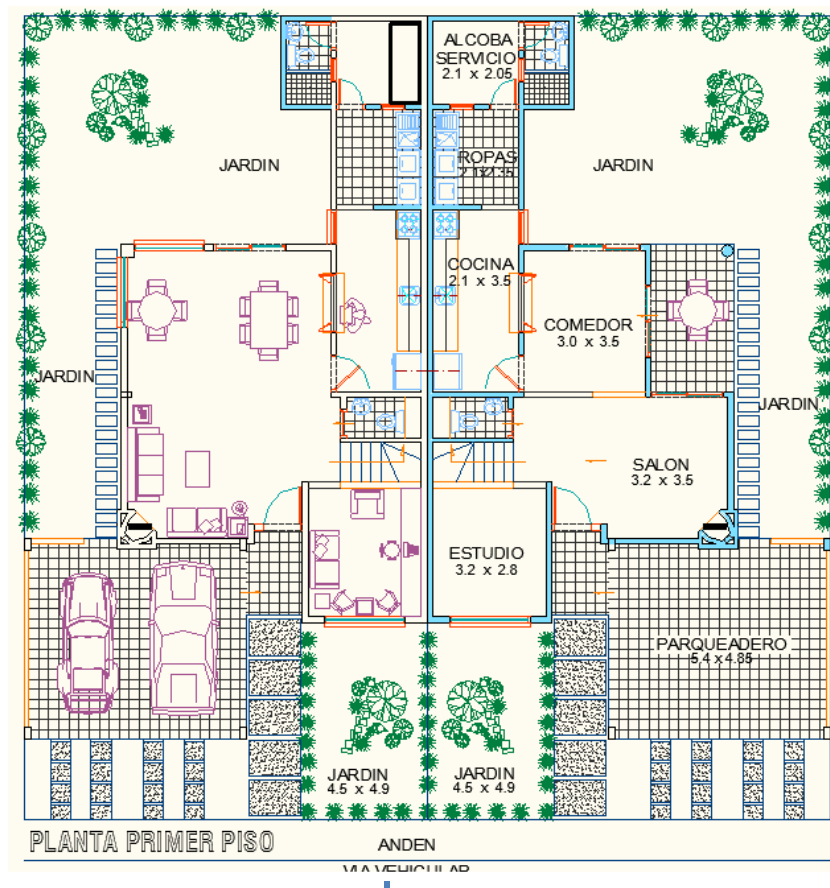 ALCOBA
SERVICIO
2.1 x 2.05
JARDIN
ROPAS
JARDIN
COCINA
2.1 x 3.5
COMEDOR
3.0 x 3.5
JARDIN
JARDIN
SALON
3.2 x 3.5
ESTUDIO
3.2 x 2.8
PARQUEADERO
5.4 x 4.85
JARDIN
4.5 x 4.9
JARDIN
4.5 x 4.9
PLANTA PRIMER PISO
ANDEN
VIA VEHICULAR